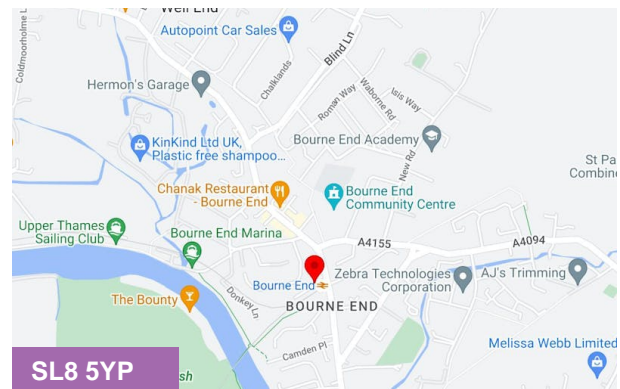 Well End
Coldmoorholme L
Autopoint Car Sales
Blind Ln
Hermon's Garage
Chalklands
Roman Way
Waborne Rd
Isis Way
KinKind Ltd UK,
Plastic free shampoo...
Bourne End Academy
New Rd
St Pa
Combine
Chanak Restaurant
- Bourne End
Bourne End
Community Centre
Upper Thames
Sailing Club
Bourne End Marina
A4155
A4094
Bourne End
Zebra Technologies
Corporation
AJ's Trimming
The Bounty
Donkey Ln
BOURNE END
Camden Pl
Melissa Webb Limited
SL8 5YP
sh